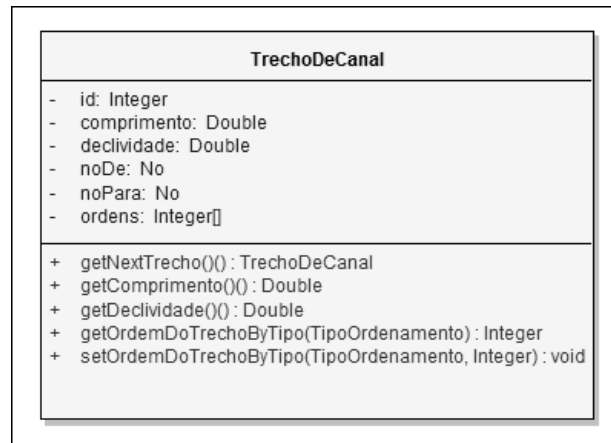 TrechoDeCanal
- id: Integer
- comprimento: Double
- declividade: Double
- noDe: No
- noPara: No
- ordens: Integer[]
+ getNextTrecho()() : TrechoDeCanal
+ getComprimento()() : Double
+ getDeclividade()() : Double
+ getOrdemDoTrechoByTipo(TipoOrdenamento) : Integer
+ setOrdemDoTrechoByTipo(TipoOrdenamento, Integer) : void